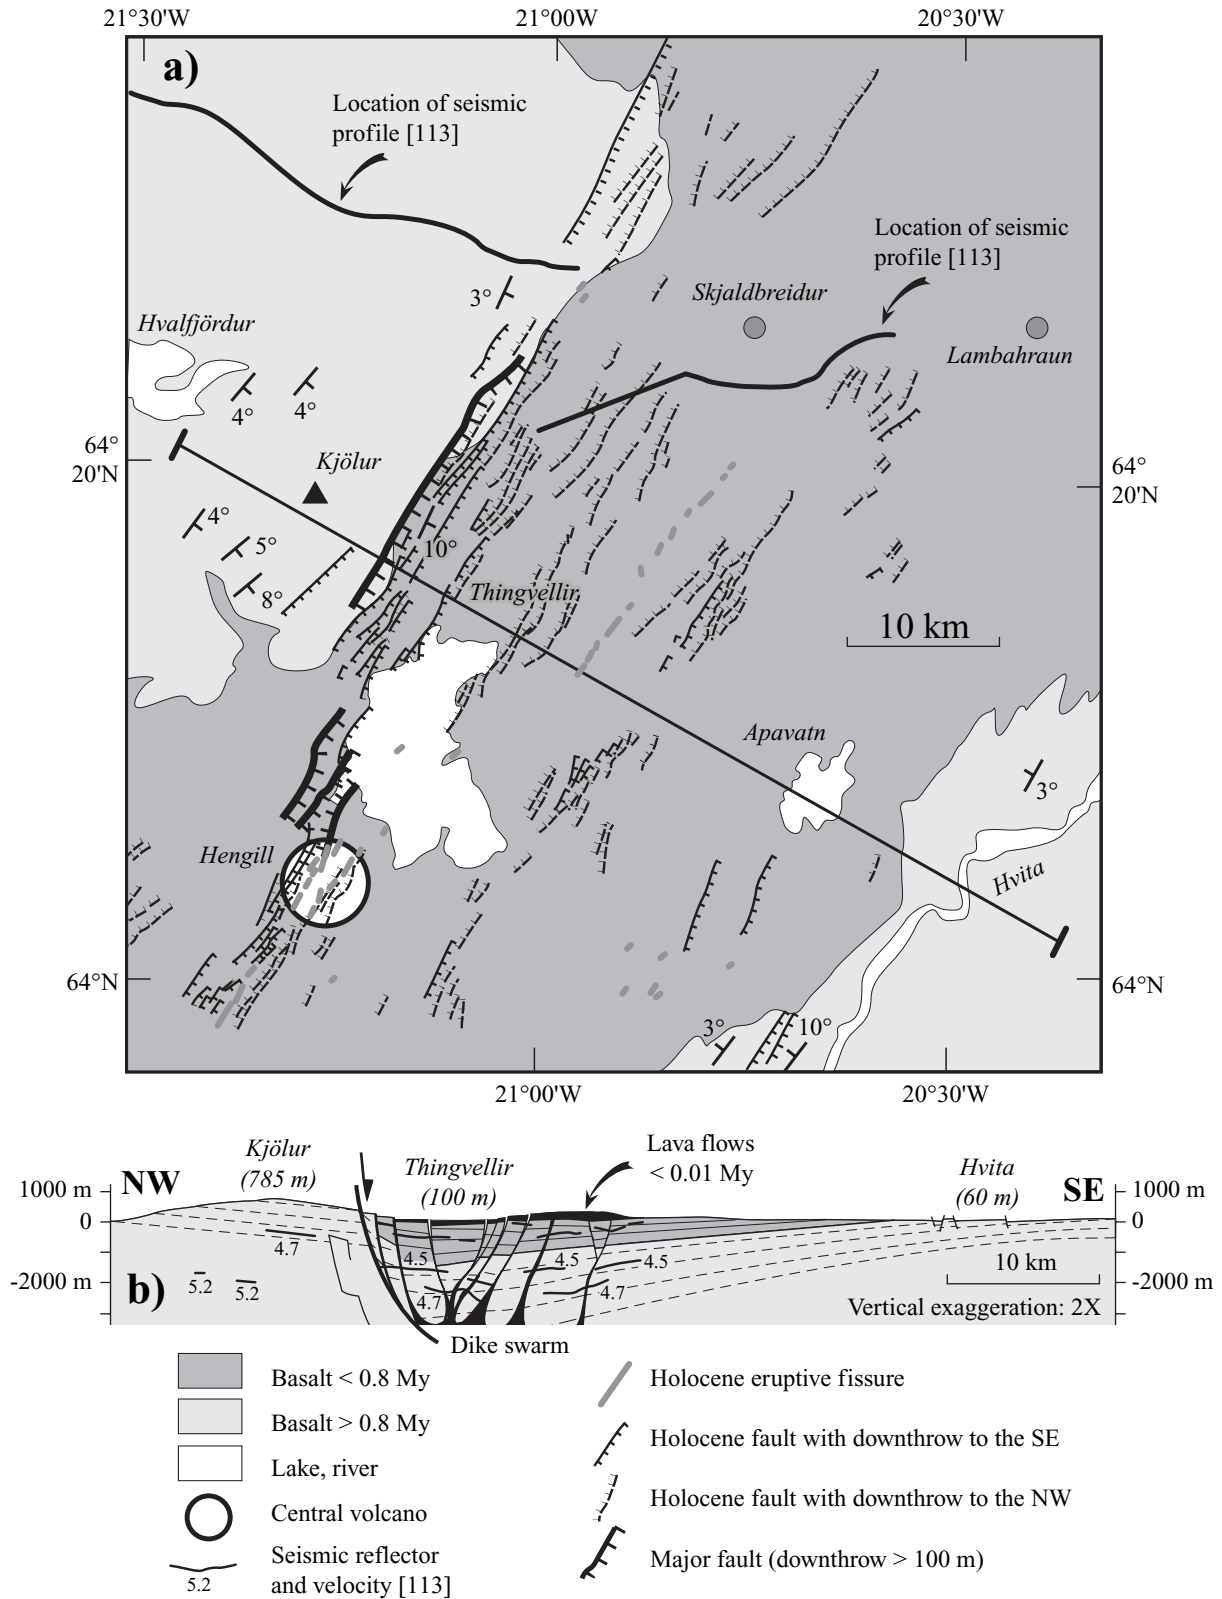 21°30'W
21°00'W
20°30'W
a)
Location of seismic
profile [113]
Location of seismic
profile [113]
3°
Skjaldbreidur
Hvalfjördur
Lambahraun
4°
4°
64°
20'N
Kjölur
64°
20'N
4°
5°
10°
8°
Thingvellir
10 km
Apavatn
3°
Hengill
Hvita
64°N
64°N
3°
10°
21°00'W
20°30'W
Kjölur
(785 m)
Thingvellir
(100 m)
Lava flows
< 0.01 My
Hvita
(60 m)
NW
SE
1000 m
1000 m
0
0
4.7
4.5
4.5
4.5
10 km
-2000 m
-2000 m
5.2
5.2
4.7
4.7
b)
Vertical exaggeration: 2X
Dike swarm
Basalt < 0.8 My
Basalt > 0.8 My
Lake, river
Central volcano
Seismic reflector
and velocity [113]
5.2
Holocene eruptive fissure
Holocene fault with downthrow to the SE
Holocene fault with downthrow to the NW
Major fault (downthrow > 100 m)